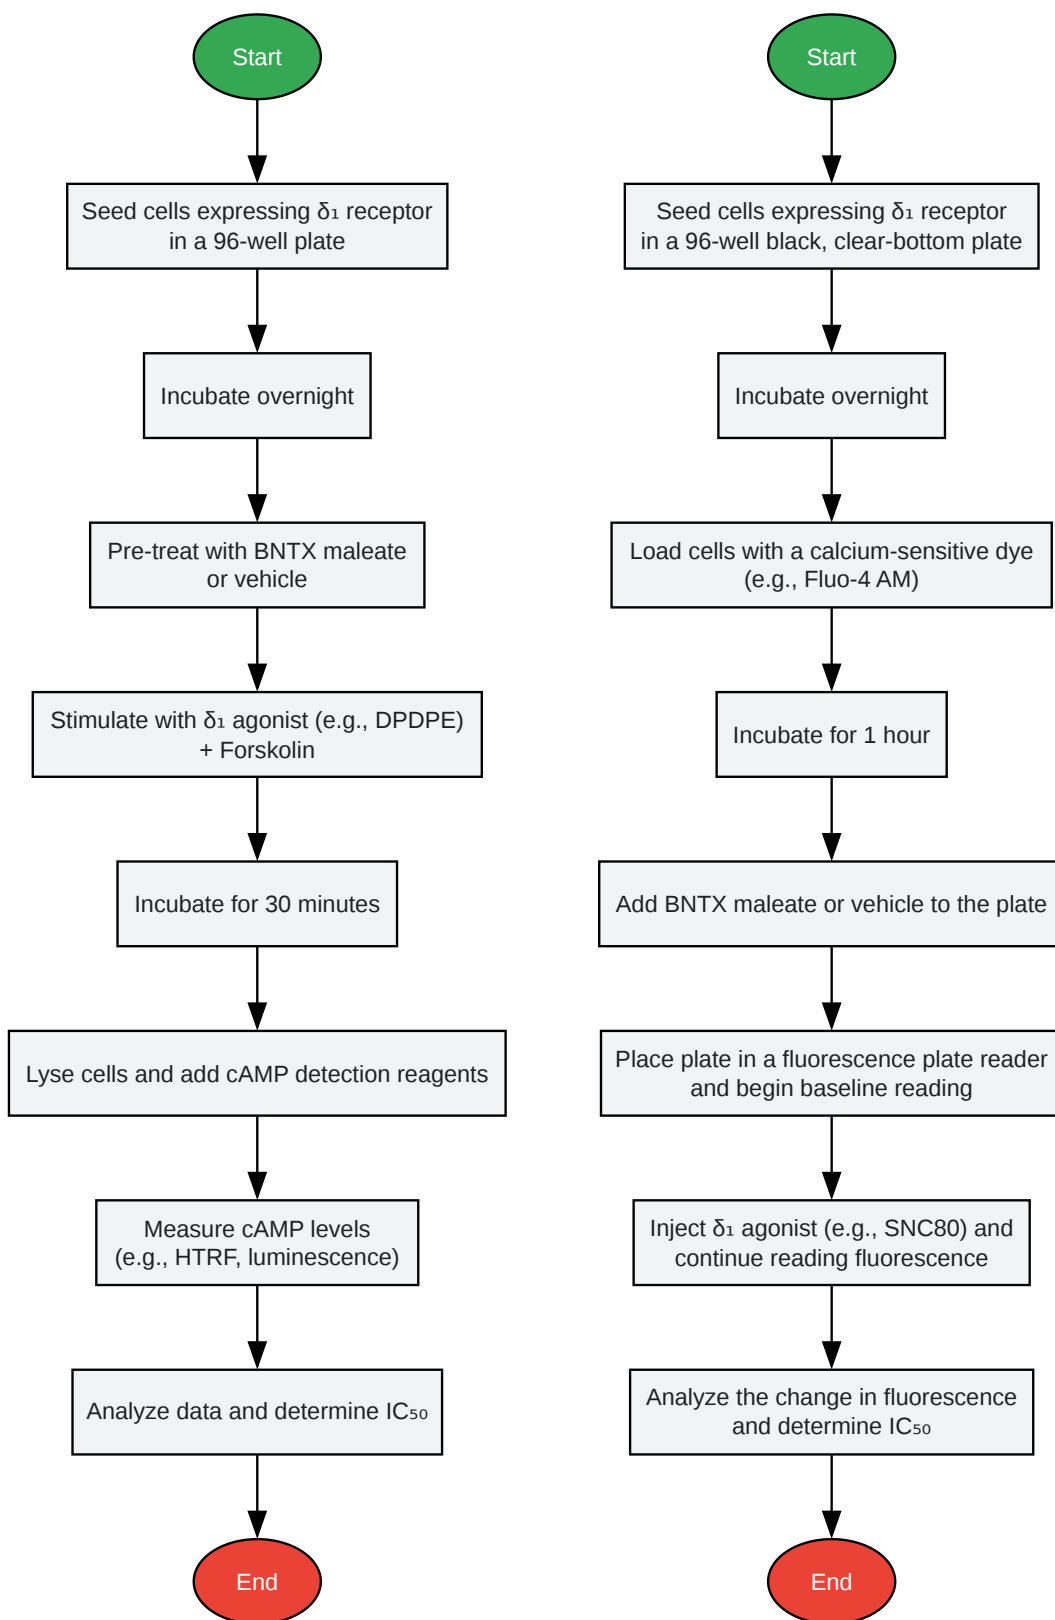 Start
Seed cells expressing δ₁ receptor
in a 96-well plate
Incubate overnight
Pre-treat with BNTX maleate
or vehicle
Stimulate with δ₁ agonist (e.g., DPDPE)
+ Forskolin
Incubate for 30 minutes
Lyse cells and add cAMP detection reagents
Measure cAMP levels
(e.g., HTRF, luminescence)
Analyze data and determine IC₅₀
End
Start
Seed cells expressing δ₁ receptor
in a 96-well black, clear-bottom plate
Incubate overnight
Load cells with a calcium-sensitive dye
(e.g., Fluo-4 AM)
Incubate for 1 hour
Add BNTX maleate or vehicle to the plate
Place plate in a fluorescence plate reader
and begin baseline reading
Inject δ₁ agonist (e.g., SNC80) and
continue reading fluorescence
Analyze the change in fluorescence
and determine IC₅₀
End